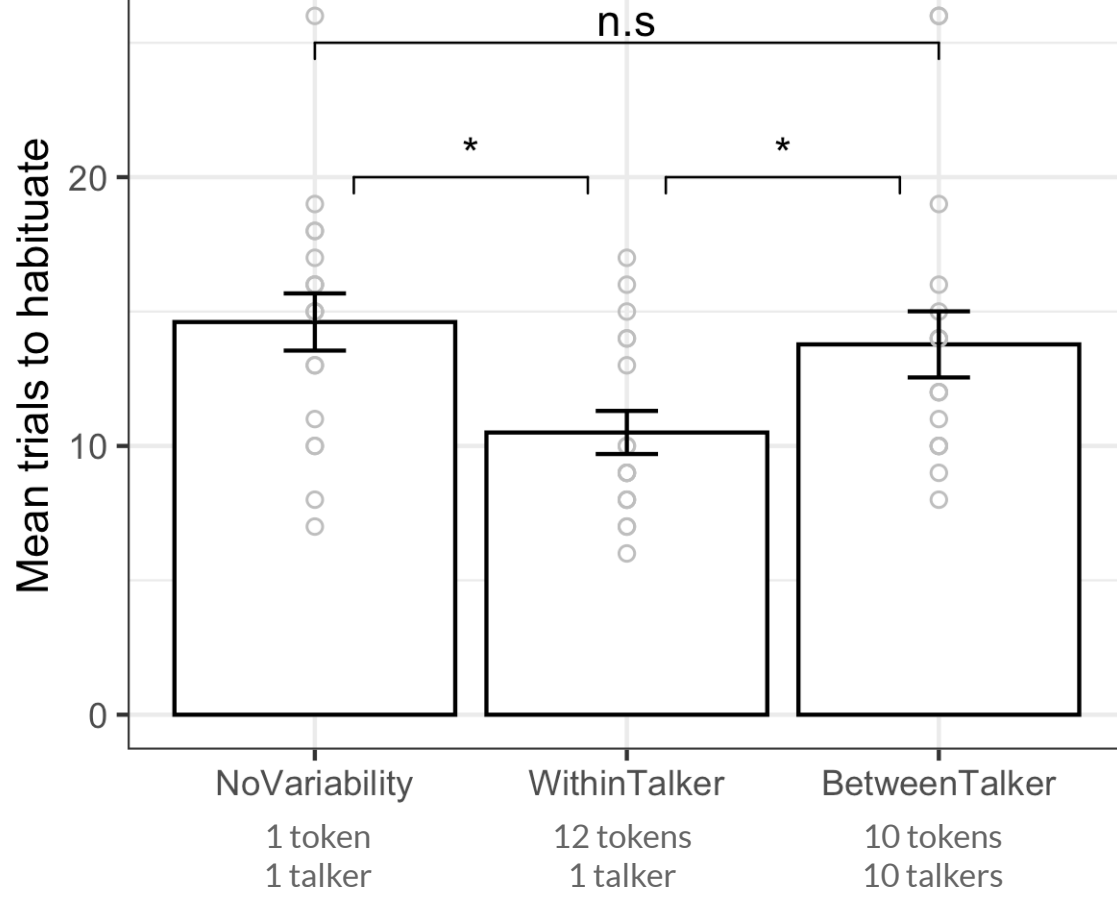 n.s
* *
Mean trials to habituate
20
10
0
NoVariability WithinTalker BetweenTalker
1 token 12 tokens 10 tokens
1 talker 1 talker 10 talkers